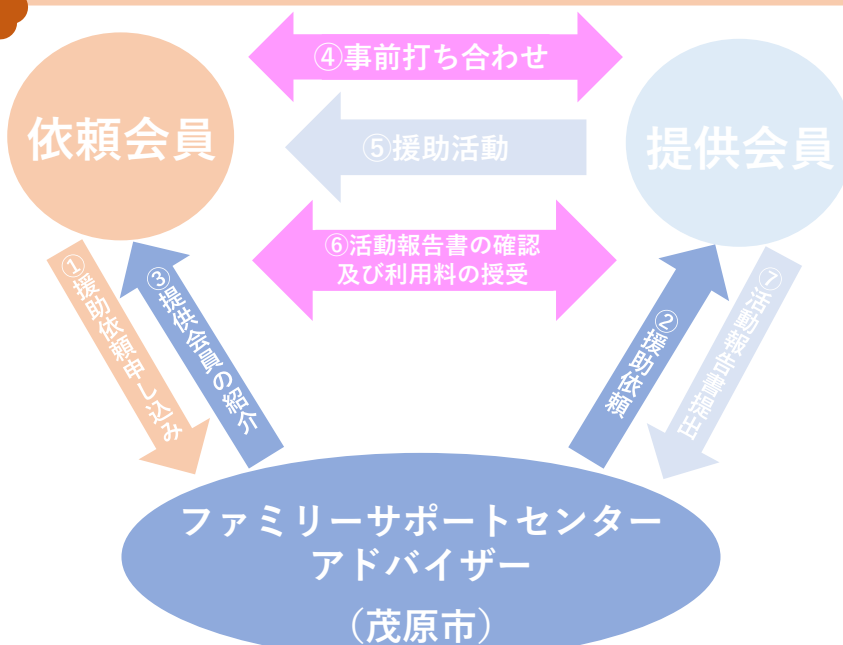 ④事前打ち合わせ
依頼会員
⑤援助活動
提供会員
⑥活動報告書の確認
及び利用料の授受
①援助依頼申し込み
③提供会員の紹介
②援助依頼
⑦活動報告書提出
ファミリーサポートセンター
アドバイザー
（茂原市）